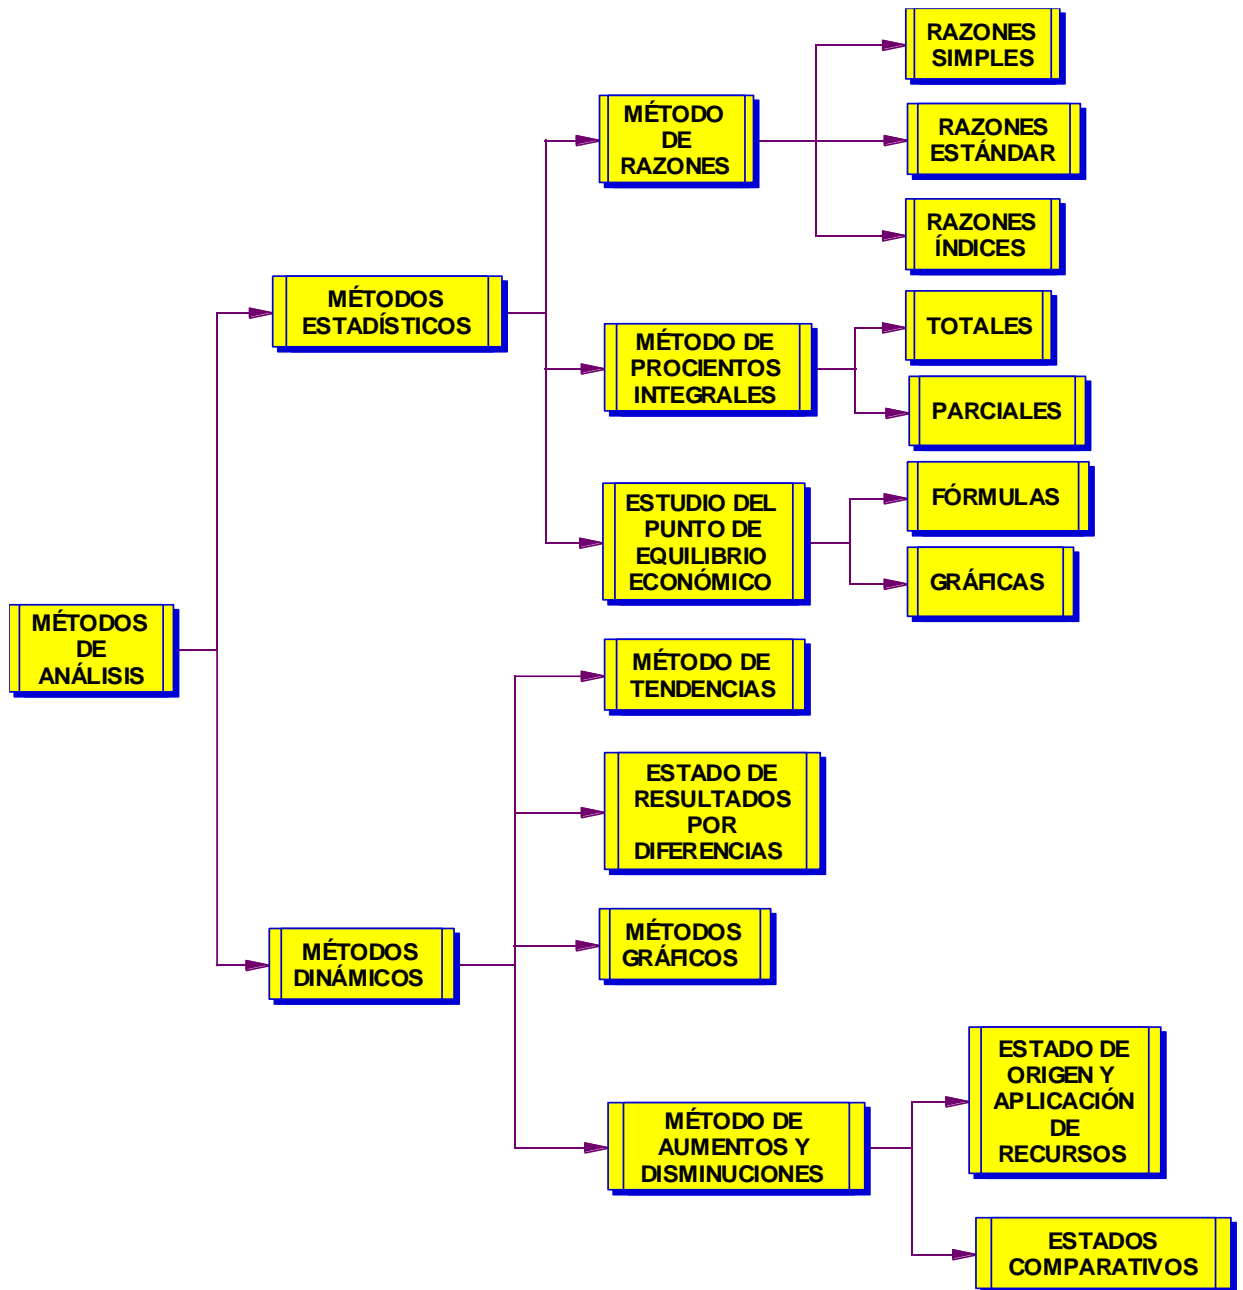 RAZONES
SIMPLES
MÉTODO
DE
RAZONES
RAZONES
ESTÁNDAR
RAZONES
ÍNDICES
MÉTODOS
ESTADÍSTICOS
TOTALES
MÉTODO DE
PROCIENTOS
INTEGRALES
PARCIALES
ESTUDIO DEL
PUNTO DE
EQUILIBRIO
ECONÓMICO
FÓRMULAS
GRÁFICAS
MÉTODOS
DE
ANÁLISIS
MÉTODO DE
TENDENCIAS
ESTADO DE
RESULTADOS
POR
DIFERENCIAS
MÉTODOS
GRÁFICOS
MÉTODOS
DINÁMICOS
ESTADO DE
ORIGEN Y
APLICACIÓN
DE
RECURSOS
MÉTODO DE
AUMENTOS Y
DISMINUCIONES
ESTADOS
COMPARATIVOS